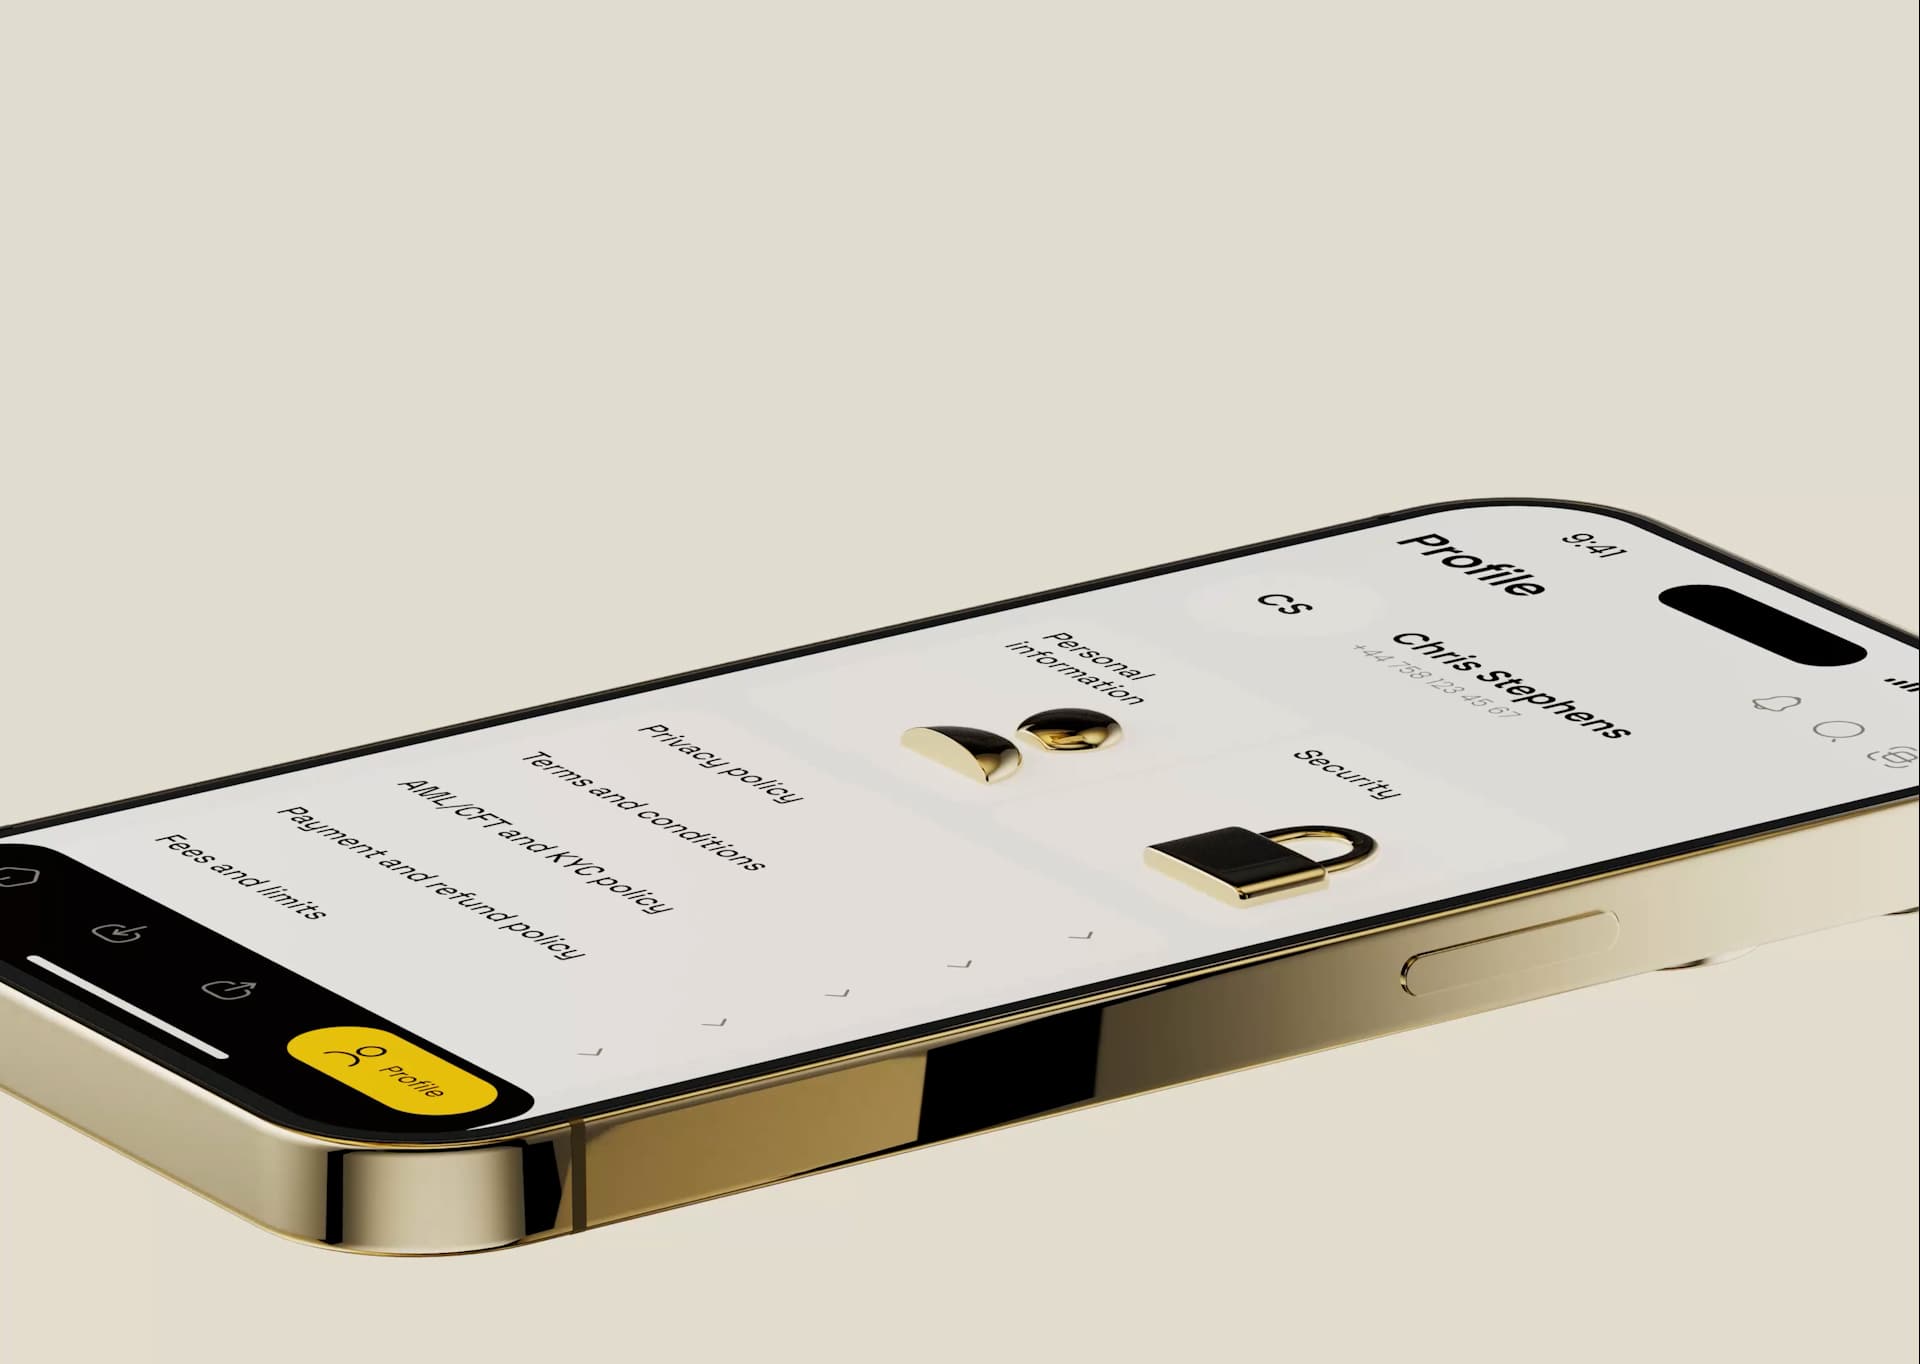 9:41
Profile
CS
Chris Stephens
+44 758 123 45 67
Personal
information
Security
Privacy policy
Terms and conditions
AML/CFT and KYC policy
Payment and refund policy
Fees and limits
Profile